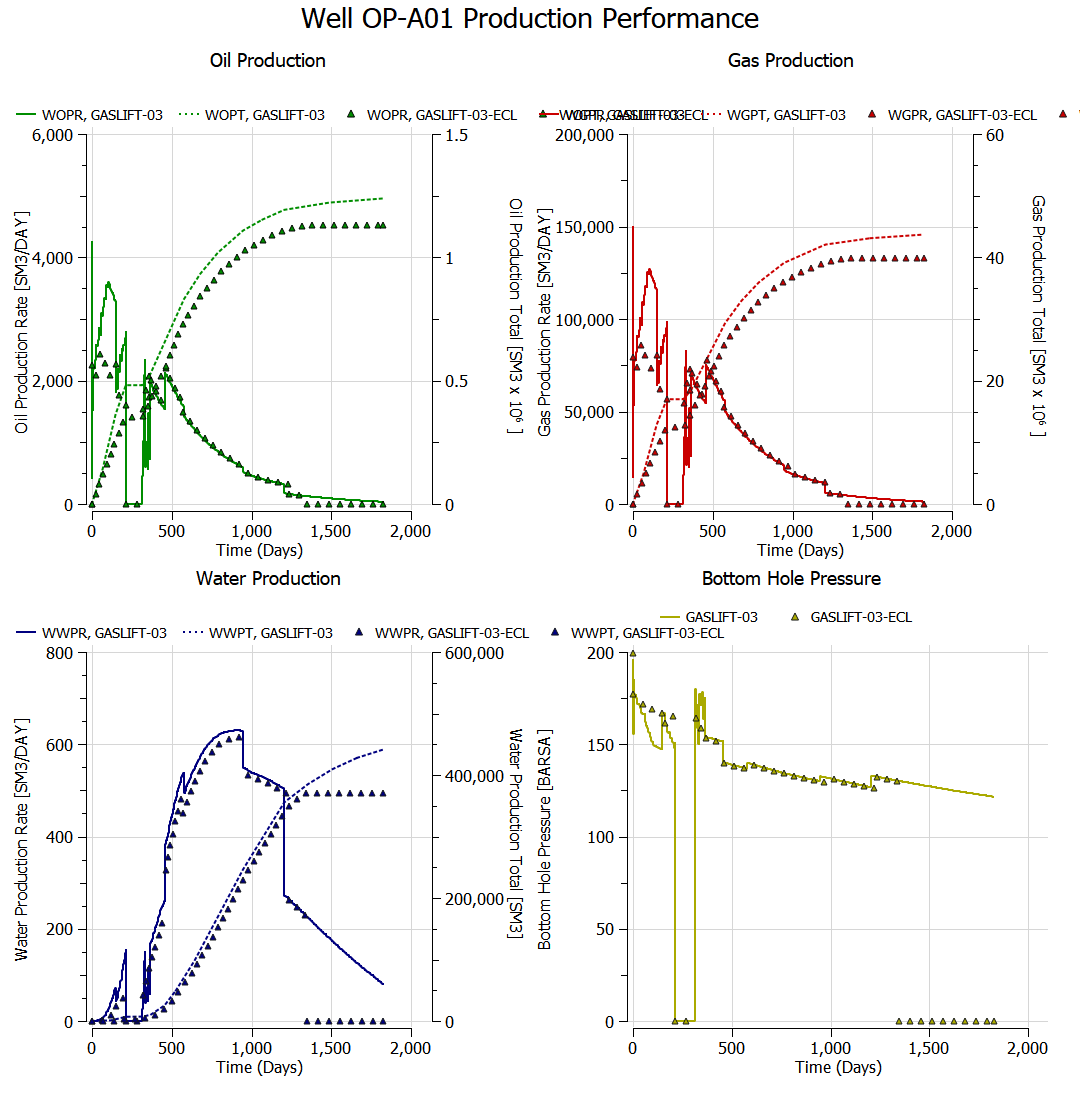 Well OP-A01 Production Performance
Oil Production
WOPR, GASLIFT-03 WOPT, GASLIFT-03 WOPR, GASLIFT-03-ECL WOPT, GASLIFT-03-ECL
6,000
4,000
2,000
0
Oil Production Rate [SM3/DAY]
1.5
1
0.5
0
Oil Production Total [SM3 x 10⁶ ]
0 500 1,000 1,500 2,000
Time (Days)
Gas Production
WGPR, GASLIFT-03 WGPT, GASLIFT-03 WGPR, GASLIFT-03-ECL W
200,000
150,000
100,000
50,000
0
Gas Production Rate [SM3/DAY]
60
40
20
0
Gas Production Total [SM3 x 10⁶ ]
0 500 1,000 1,500 2,000
Time (Days)
Water Production
WWPR, GASLIFT-03 WWPT, GASLIFT-03 WWPR, GASLIFT-03-ECL WWPT, GASLIFT-03-ECL
800
600
400
200
0
Water Production Rate [SM3/DAY]
600,000
400,000
200,000
0
Water Production Total [SM3]
0 500 1,000 1,500 2,000
Time (Days)
Bottom Hole Pressure
GASLIFT-03 GASLIFT-03-ECL
200
150
100
50
0
Bottom Hole Pressure [BARSA]
0 500 1,000 1,500 2,000
Time (Days)